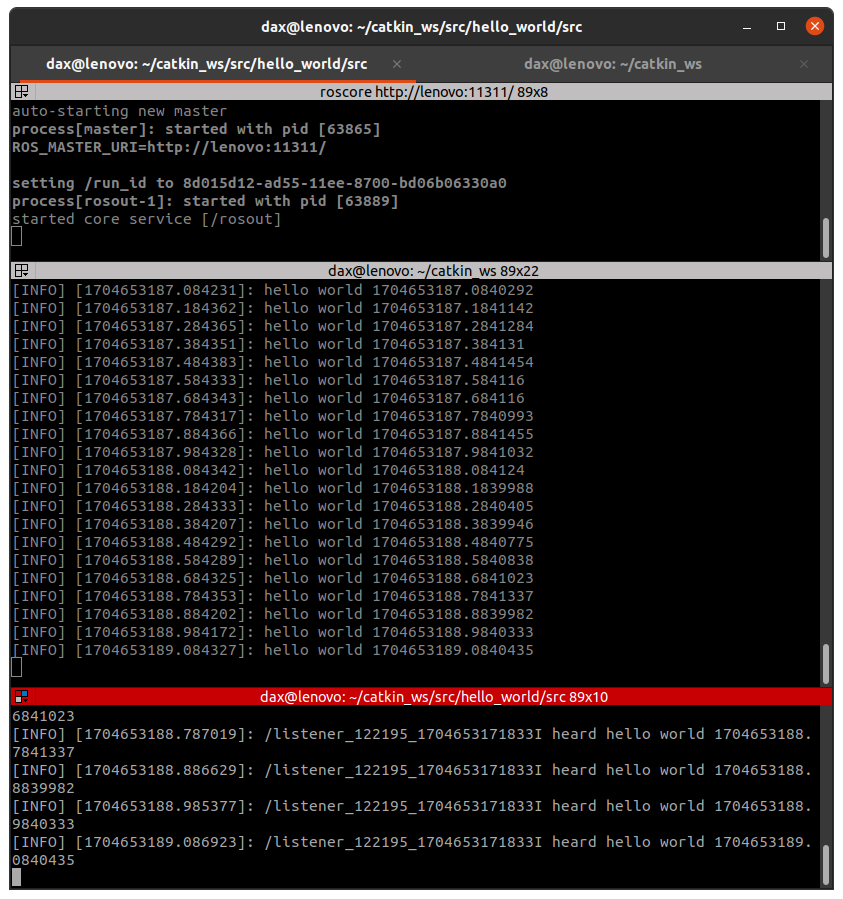 dax@lenovo: ~/catkin_ws/src/hello_world/src
dax@lenovo: ~/catkin_ws/src/hello_world/src
dax@lenovo: ~/catkin_ws
roscore http://lenovo:11311/ 89x8
auto-starting new master
process[master]: started with pid [63865]
ROS_MASTER_URI=http://lenovo:11311/
setting /run_id to 8d015d12-ad55-11ee-8700-bd06b06330a0
process[rosout-1]: started with pid [63889]
started core service [/rosout]
dax@lenovo: ~/catkin_ws 89x22
[INFO] [1704653187.084231]: hello world 1704653187.0840292
[INFO] [1704653187.184362]: hello world 1704653187.1841142
[INFO] [1704653187.284365]: hello world 1704653187.2841284
[INFO] [1704653187.384351]: hello world 1704653187.384131
[INFO] [1704653187.484383]: hello world 1704653187.4841454
[INFO] [1704653187.584333]: hello world 1704653187.584116
[INFO] [1704653187.684343]: hello world 1704653187.684116
[INFO] [1704653187.784317]: hello world 1704653187.7840993
[INFO] [1704653187.884366]: hello world 1704653187.8841455
[INFO] [1704653187.984328]: hello world 1704653187.9841032
[INFO] [1704653188.084342]: hello world 1704653188.084124
[INFO] [1704653188.184204]: hello world 1704653188.1839988
[INFO] [1704653188.284333]: hello world 1704653188.2840405
[INFO] [1704653188.384207]: hello world 1704653188.3839946
[INFO] [1704653188.484292]: hello world 1704653188.4840775
[INFO] [1704653188.584289]: hello world 1704653188.5840838
[INFO] [1704653188.684325]: hello world 1704653188.6841023
[INFO] [1704653188.784353]: hello world 1704653188.7841337
[INFO] [1704653188.884202]: hello world 1704653188.8839982
[INFO] [1704653188.984172]: hello world 1704653188.9840333
[INFO] [1704653189.084327]: hello world 1704653189.0840435
dax@lenovo: ~/catkin_ws/src/hello_world/src 89x10
6841023
[INFO] [1704653188.787019]: /listener_122195_1704653171833I heard hello world 1704653188.
7841337
[INFO] [1704653188.886629]: /listener_122195_1704653171833I heard hello world 1704653188.
8839982
[INFO] [1704653188.985377]: /listener_122195_1704653171833I heard hello world 1704653188.
9840333
[INFO] [1704653189.086923]: /listener_122195_1704653171833I heard hello world 1704653189.
0840435